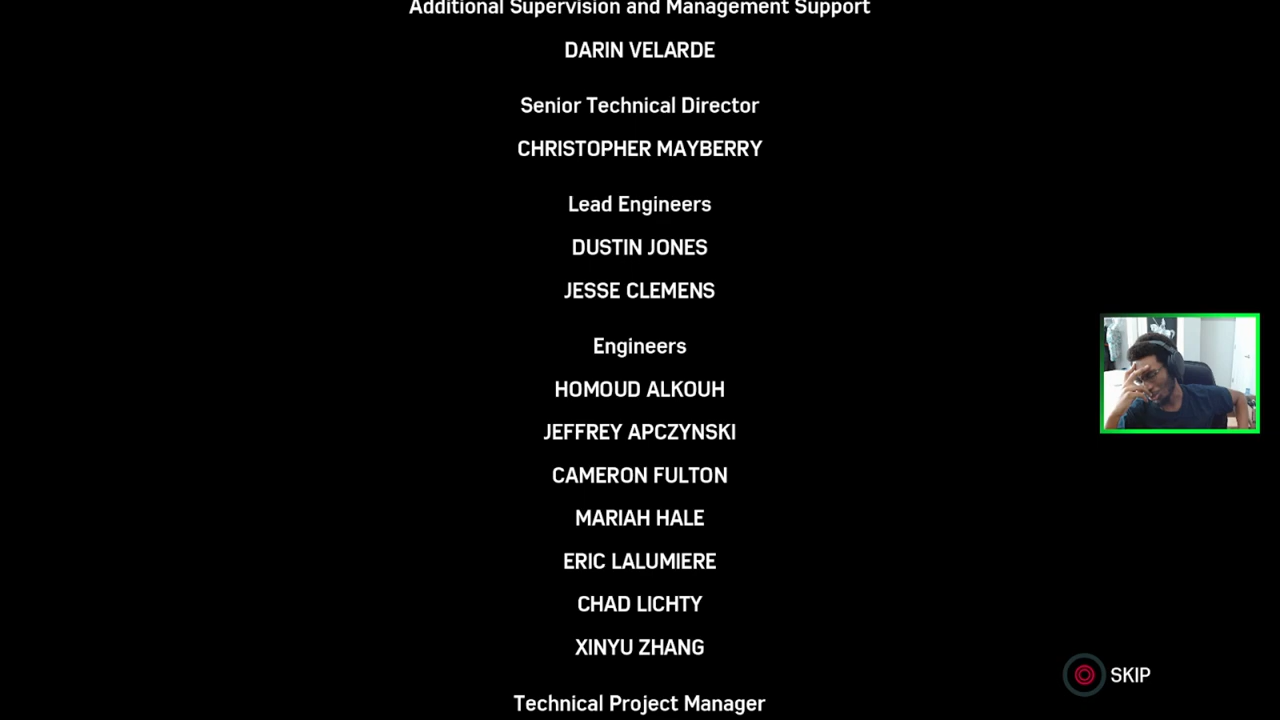 Additional Supervision and Management Support
DARIN VELARDE
Senior Technical Director
CHRISTOPHER MAYBERRY
Lead Engineers
DUSTIN JONES
JESSE CLEMENS
Engineers
HOMOUD ALKOUH
JEFFREY APCZYNSKI
CAMERON FULTON
MARIAH HALE
ERIC LALUMIERE
CHAD LICHTY
XINYU ZHANG
SKIP
Technical Project Manager